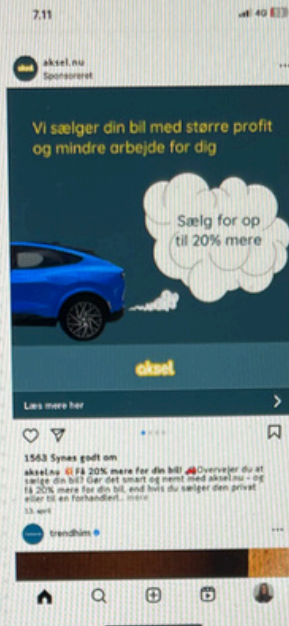 7.11
4G
aksel.nu
Sponsoreret
Vi sælger din bil med større profit
og mindre arbejde for dig
Sælg for op
til 20% mere
aksel
Læs mere her
1563 Synes godt om
aksel.nu 💥 Få 20% mere for din bil! 🚗Overvejer du at
sælge din bil? Gør det smart og nemt med aksel.nu - og
få 20% mere for din bil, end hvis du sælger den privat
eller til en forhandler!.. mere
13. april
trendhim